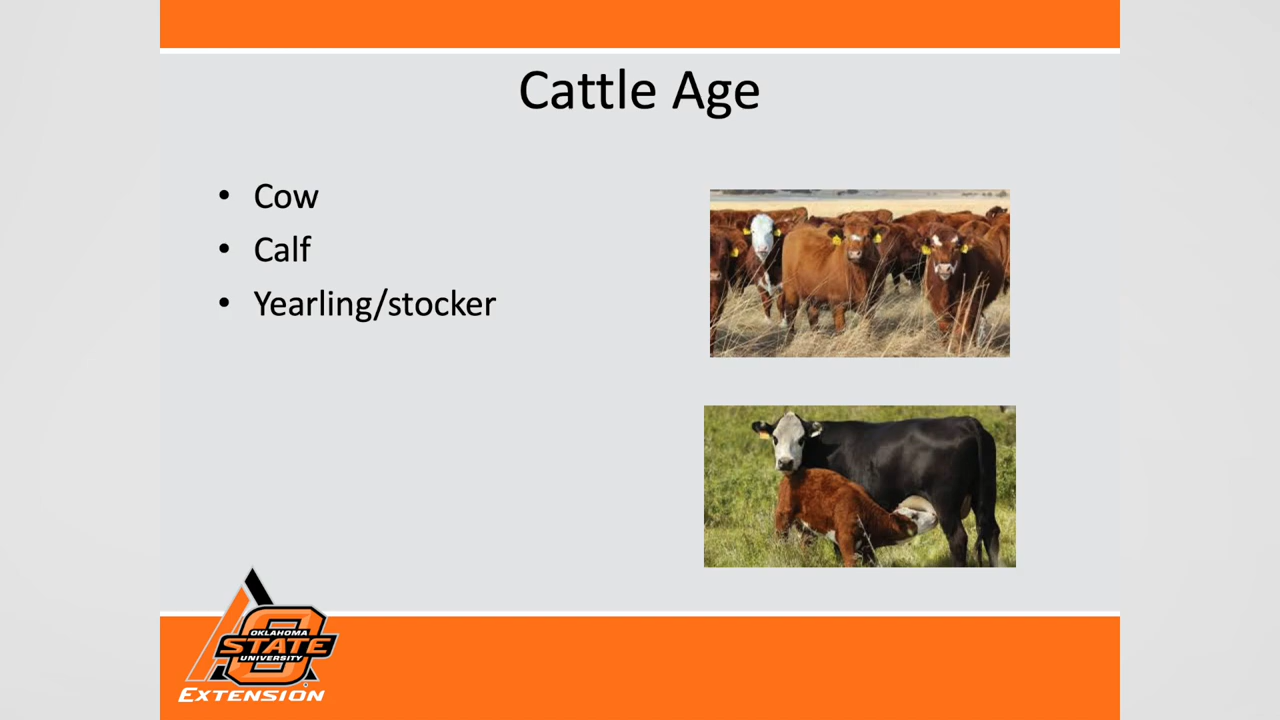 Cattle Age
• Cow
• Calf
• Yearling/stocker
OKLAHOMA
STATE
UNIVERSITY
EXTENSION